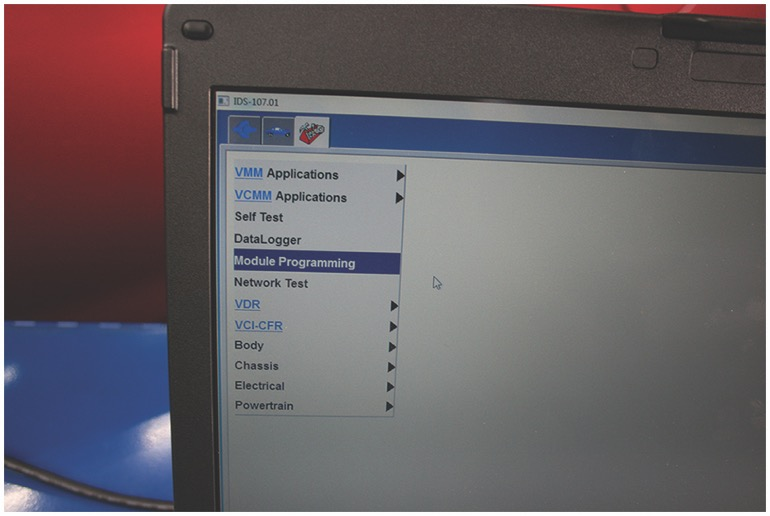 IDS-107.01
VMM Applications
VCMM Applications
Self Test
DataLogger
Module Programming
Network Test
VDR
VCI-CFR
Body
Chassis
Electrical
Powertrain